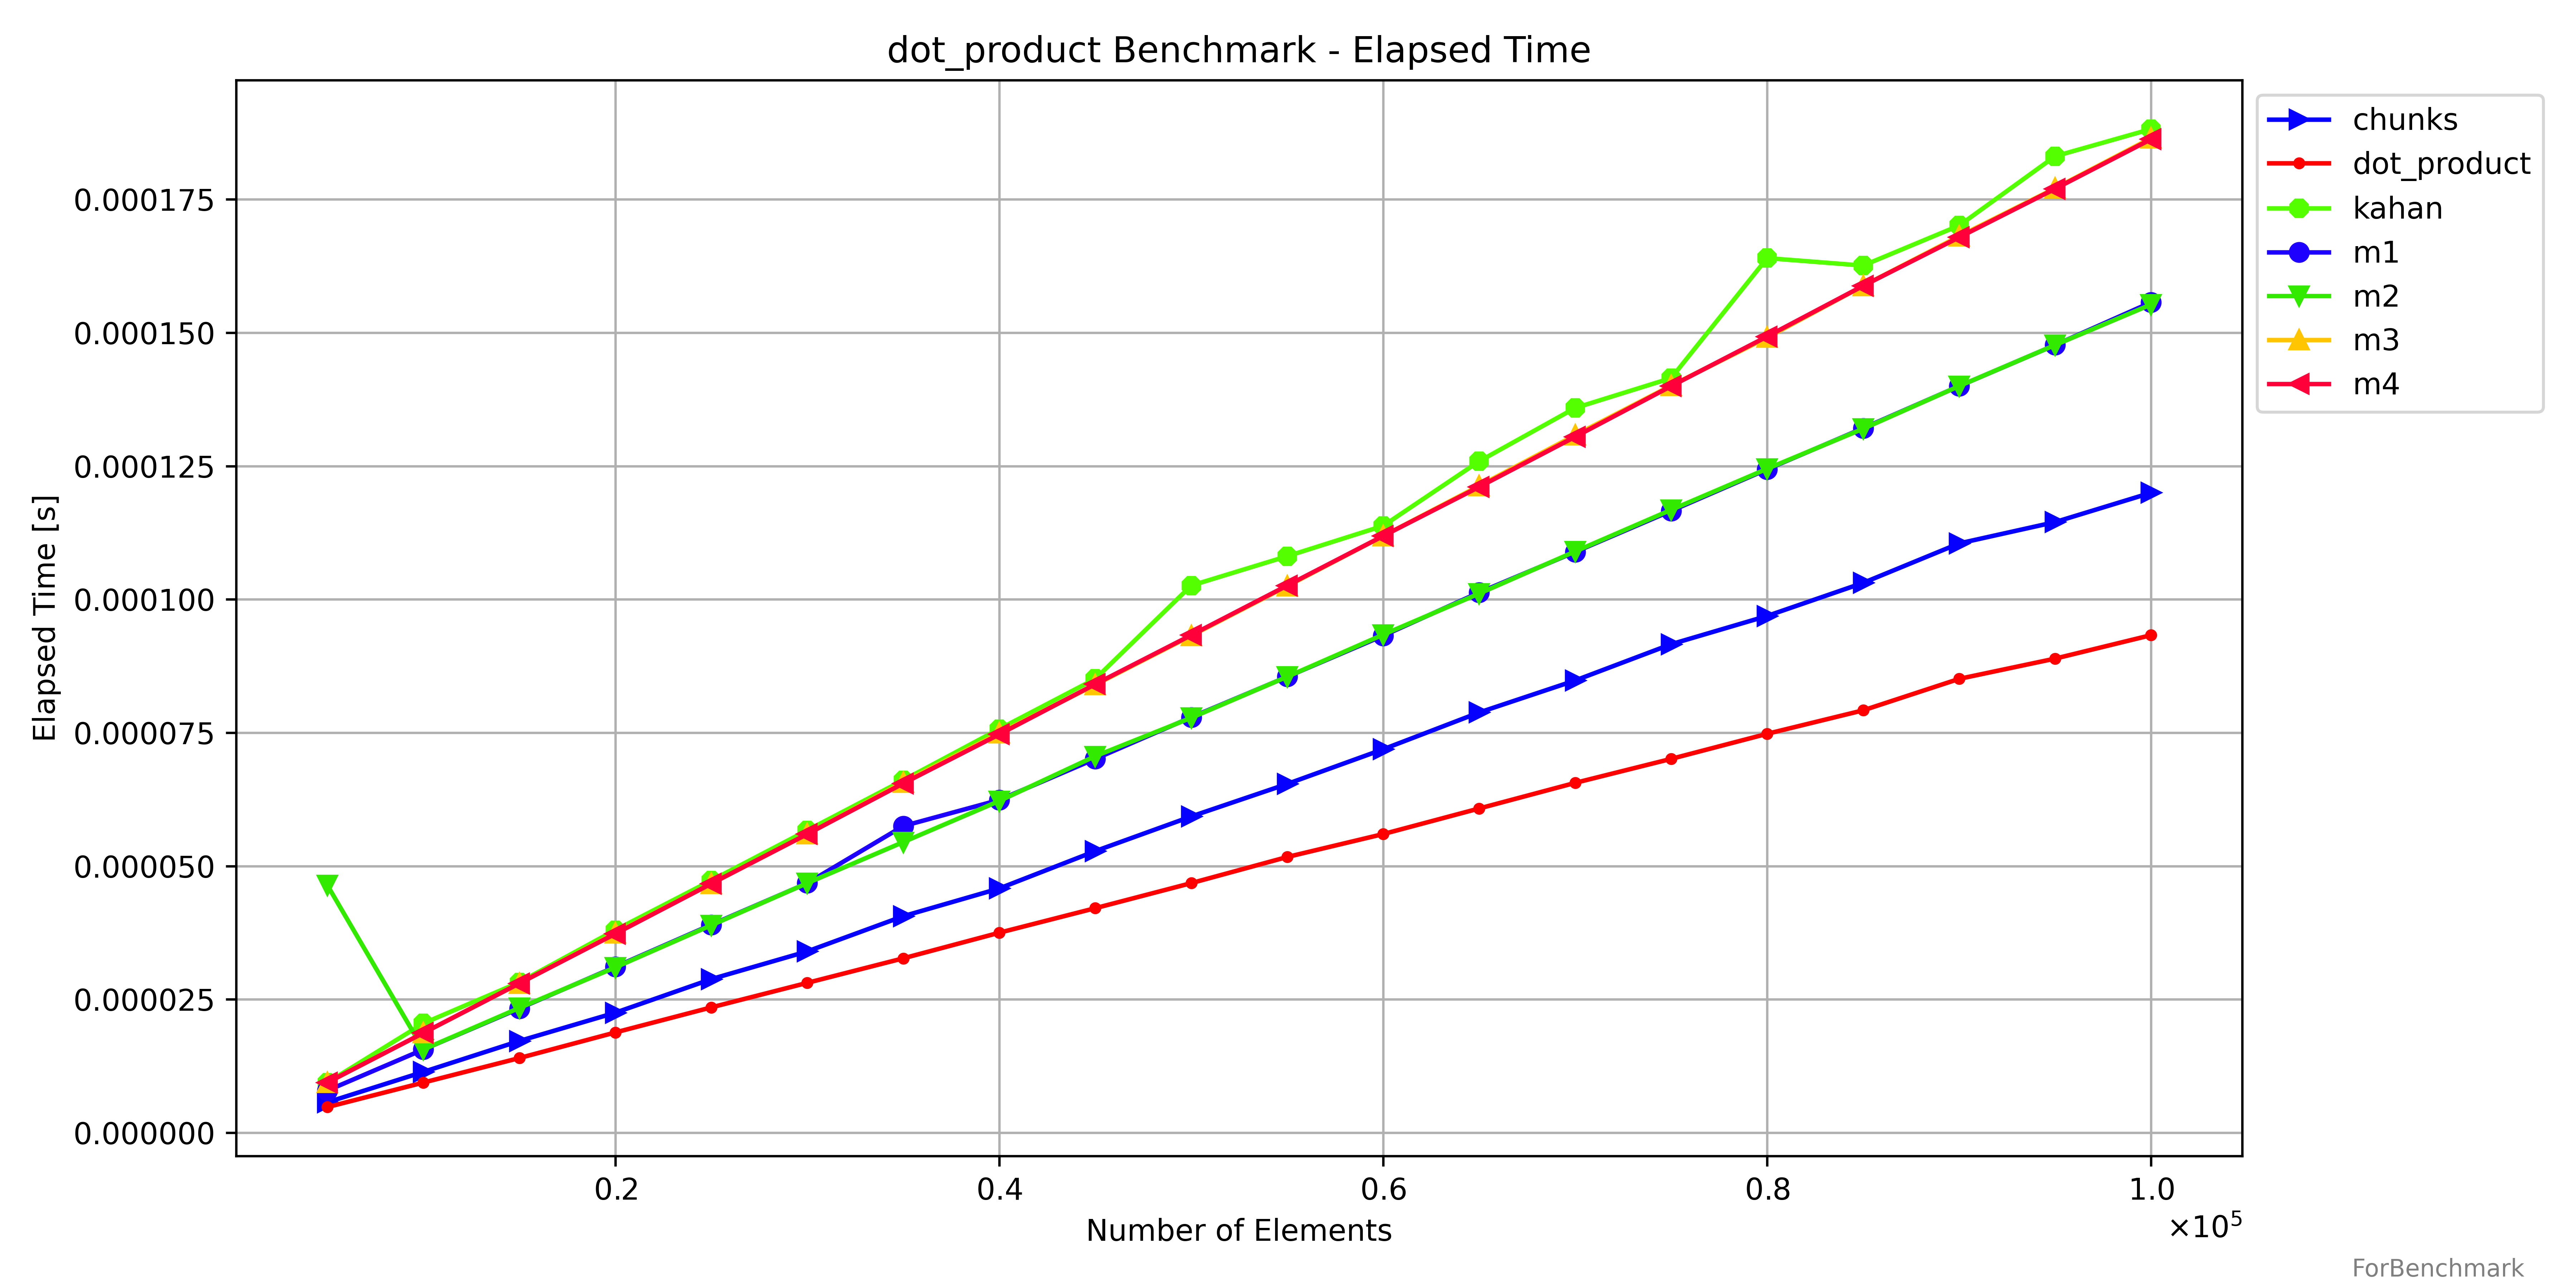 dot_product Benchmark - Elapsed Time
Elapsed Time [s]
0.000175
0.000150
0.000125
0.000100
0.000075
0.000050
0.000025
0.000000
0.2 0.4 0.6 0.8 1.0
Number of Elements
×10⁵
chunks
dot_product
kahan
m1
m2
m3
m4
ForBenchmark